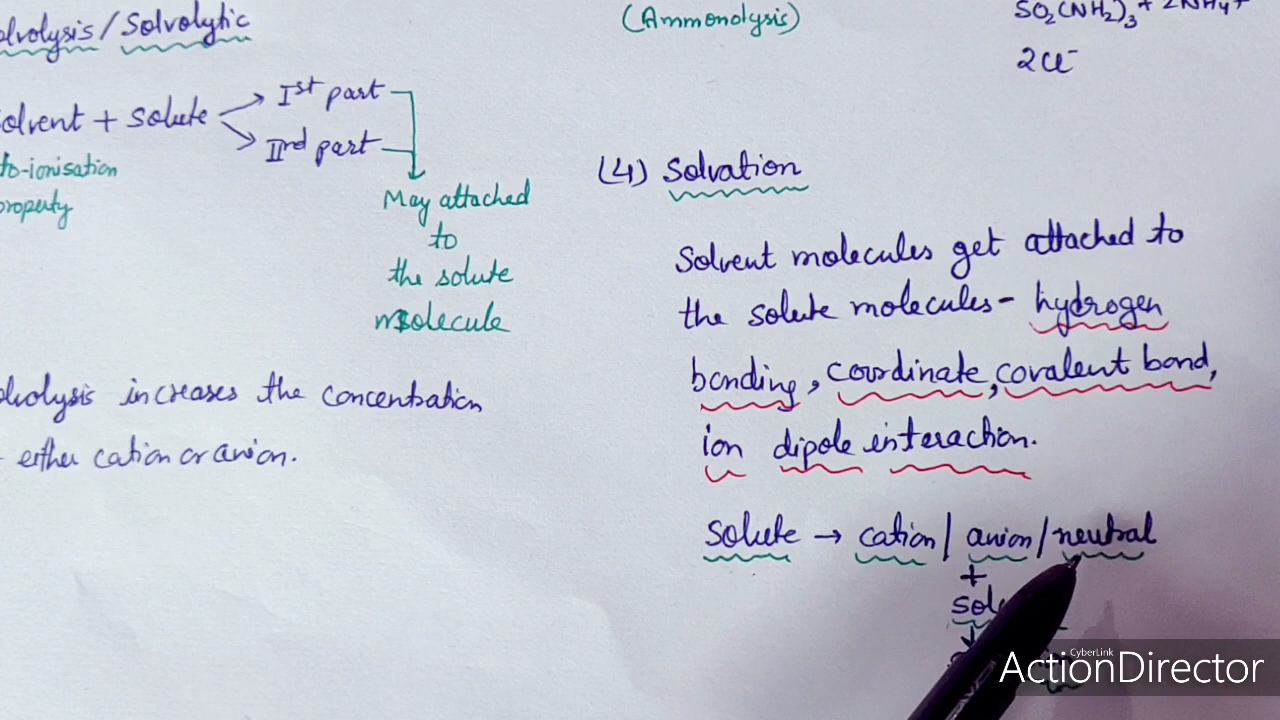 olvolysis/Solvolytic
olvent + solute → Ist part
IInd part
to-ionisation
roperty
May attached
to
the solute
molecule
olvolysis increases the concentration
either cation or anion.
(Ammonolysis)
SO2(NH2)3 + 2NH4+
2Cl-
(4) Solvation
Solvent molecules get attached to
the solute molecules - hydrogen
bonding, coordinate, covalent bond,
ion dipole interaction.
Solute → cation/anion/neutral
+
sol
↓
CyberLink
ActionDirector